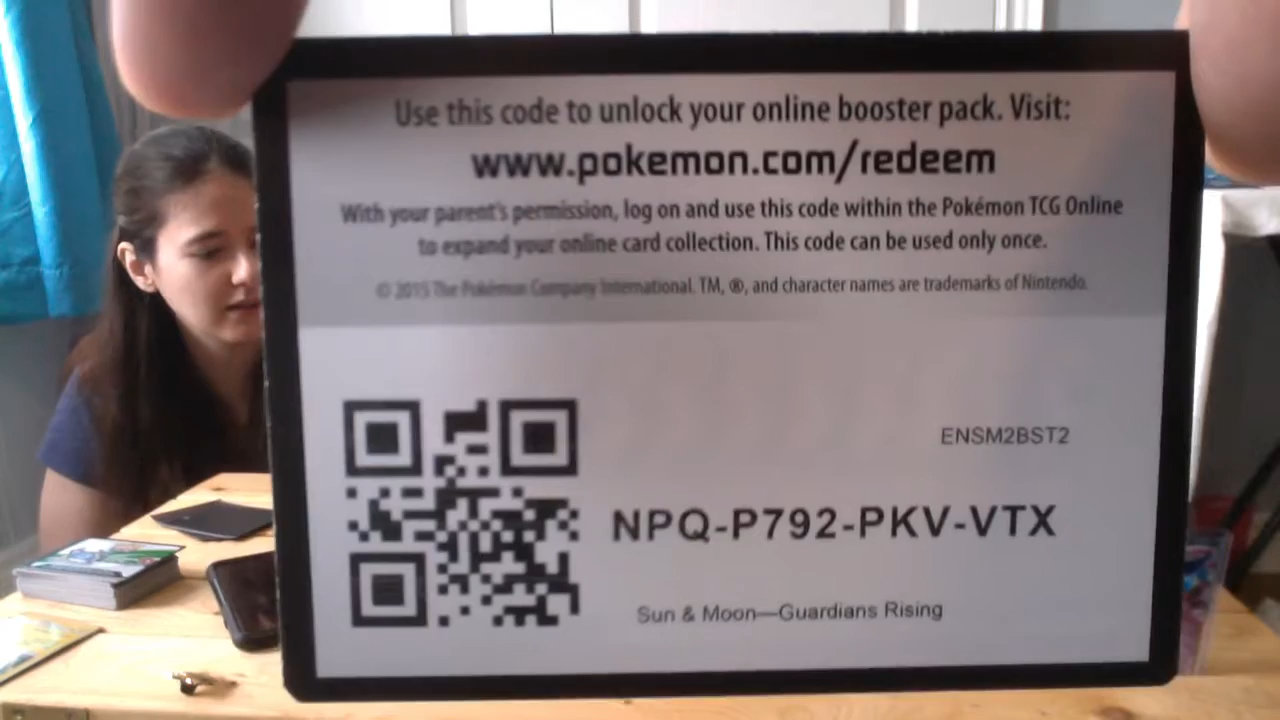 Use this code to unlock your online booster pack. Visit:
www.pokemon.com/redeem
With your parent's permission, log on and use this code within the Pokémon TCG Online
to expand your online card collection. This code can be used only once.
© 2015 The Pokémon Company International. TM, ®, and character names are trademarks of Nintendo.
ENSM2BST2
NPQ-P792-PKV-VTX
Sun & Moon—Guardians Rising